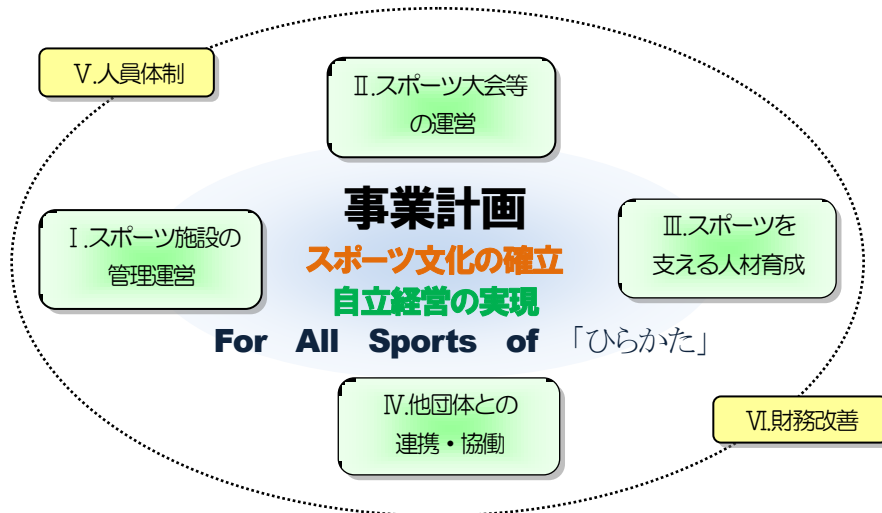 Ⅴ.人員体制
Ⅱ.スポーツ大会等
の運営
Ⅰ.スポーツ施設の
管理運営
事業計画
スポーツ文化の確立
自立経営の実現
For All Sports of 「ひらかた」
Ⅲ.スポーツを
支える人材育成
Ⅳ.他団体との
連携・協働
Ⅵ.財務改善